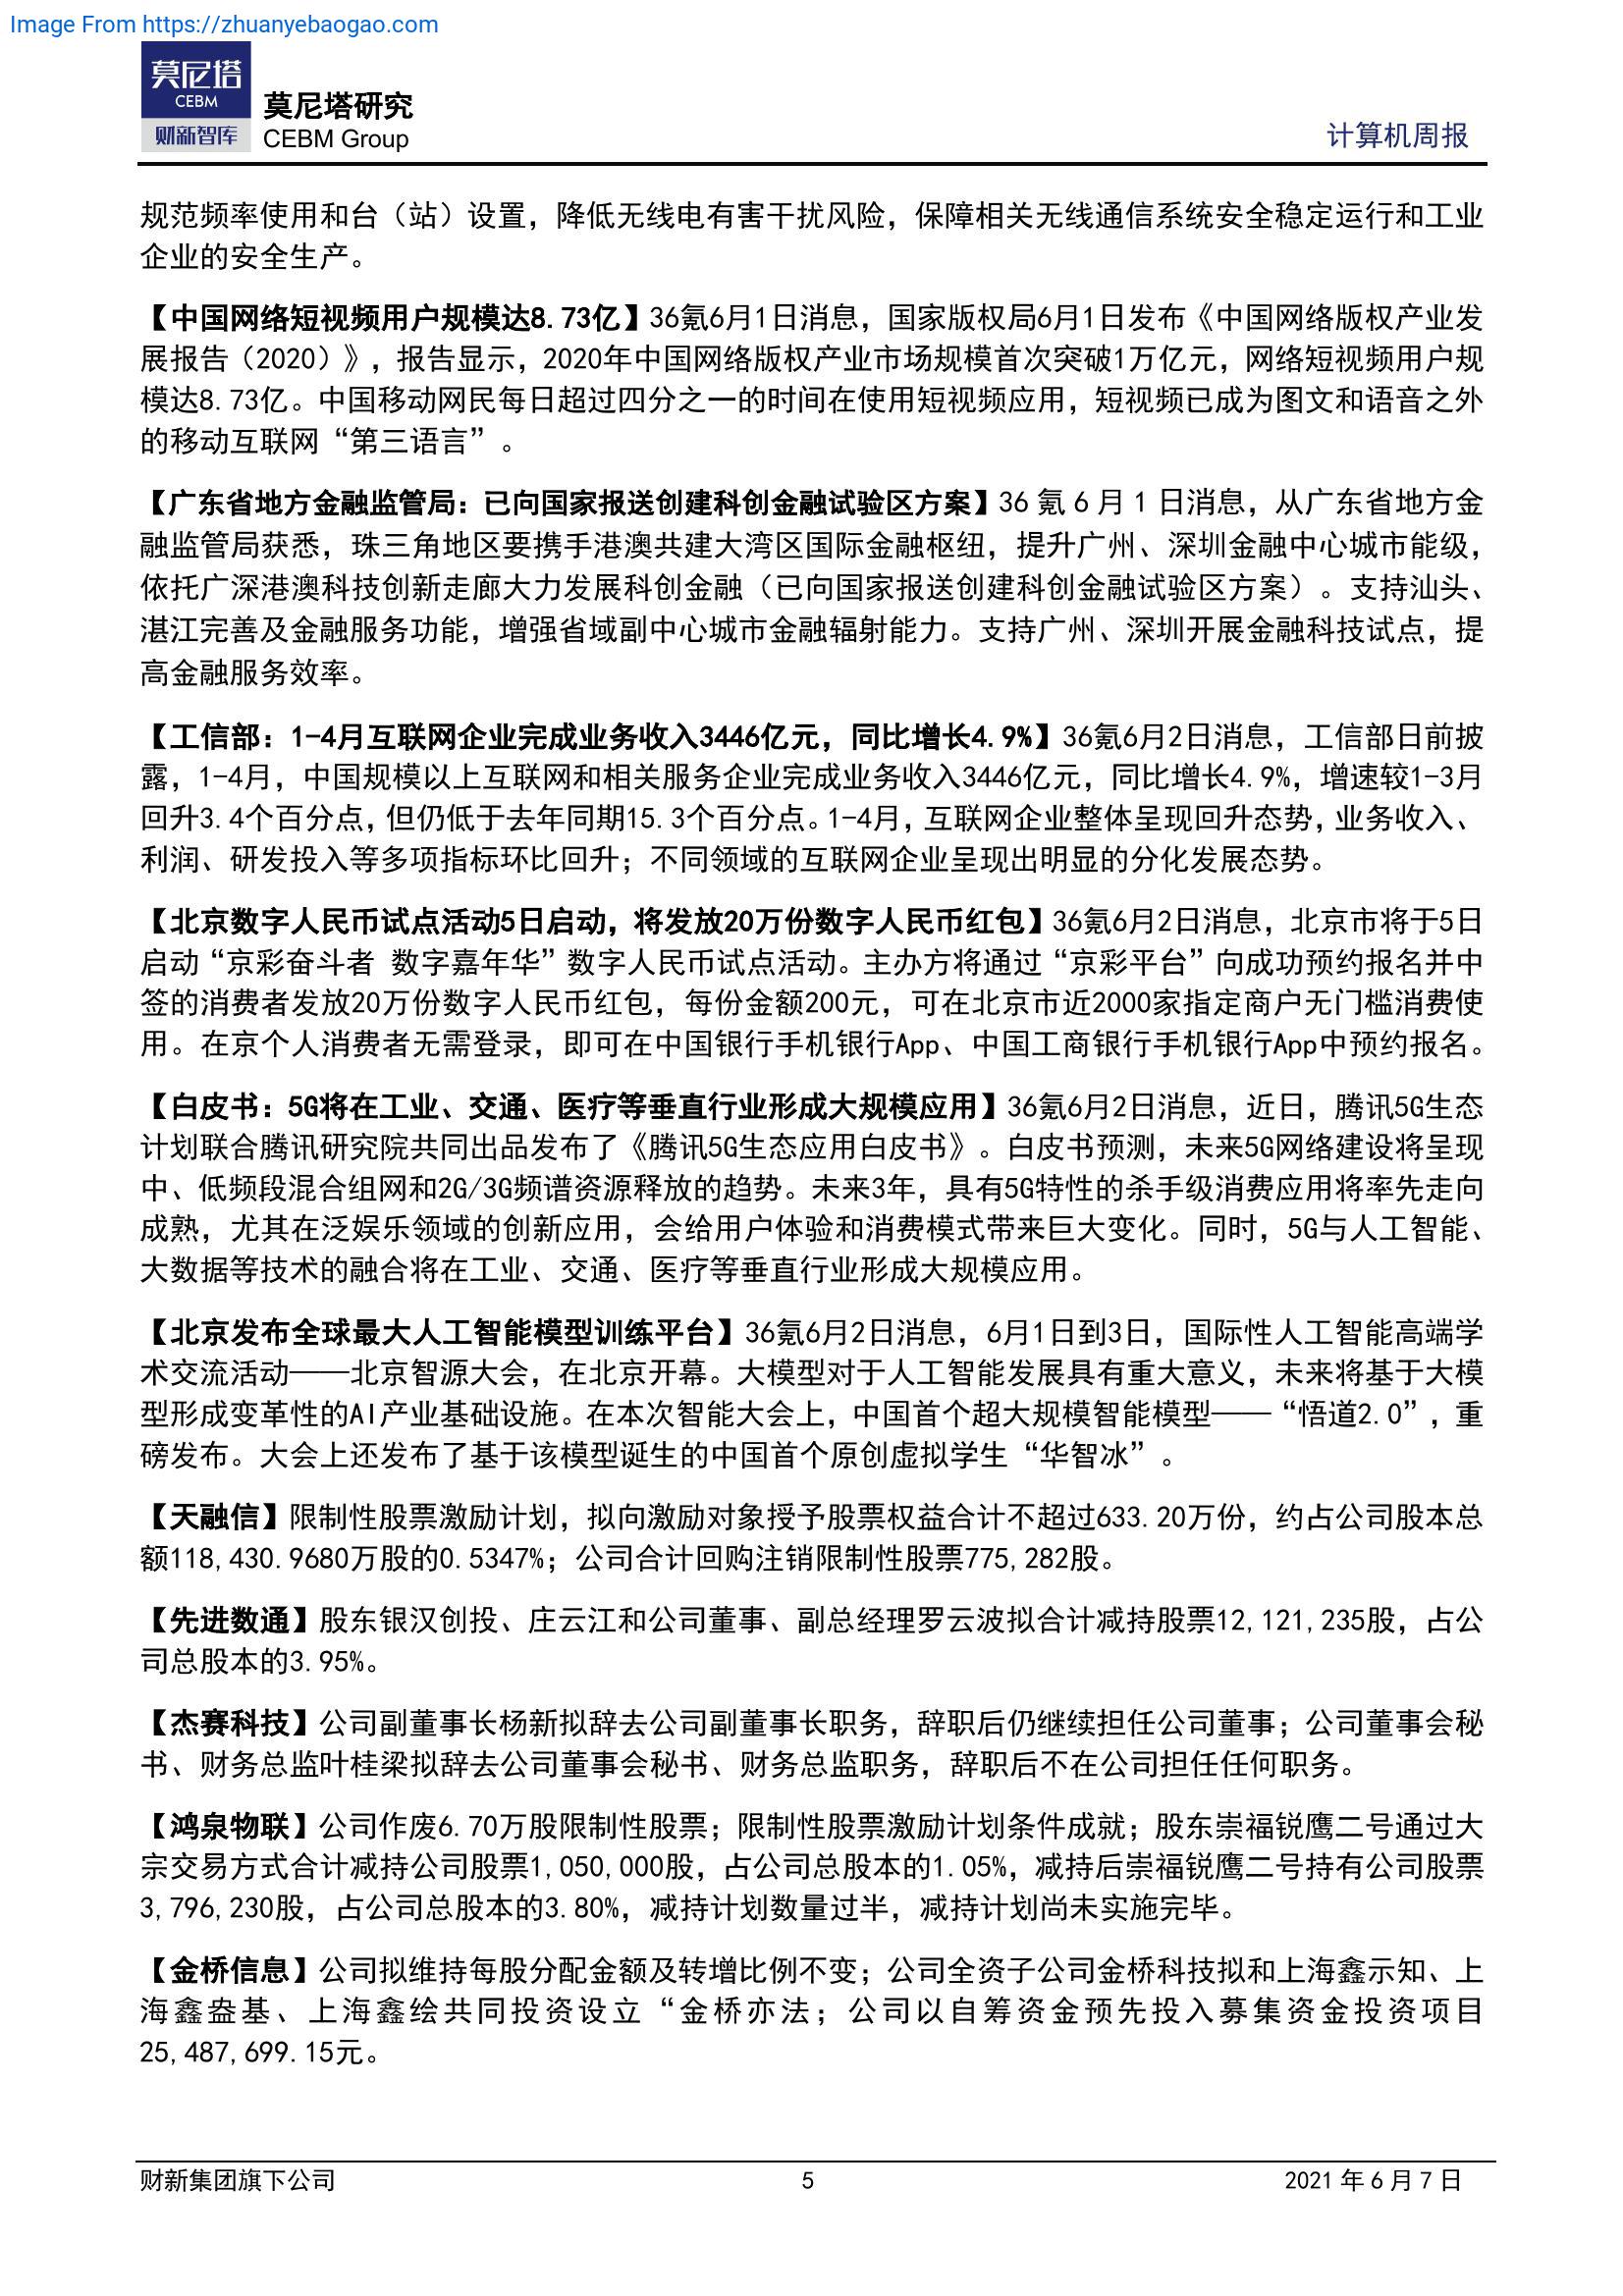 Image From https://zhuanyebaogao.com
莫尼塔
CEBM
财新智库
莫尼塔研究
CEBM Group
计算机周报
规范频率使用和台（站）设置，降低无线电有害干扰风险，保障相关无线通信系统安全稳定运行和工业
企业的安全生产。
【中国网络短视频用户规模达8.73亿】36氪6月1日消息，国家版权局6月1日发布《中国网络版权产业发
展报告（2020）》，报告显示，2020年中国网络版权产业市场规模首次突破1万亿元，网络短视频用户规
模达8.73亿。中国移动网民每日超过四分之一的时间在使用短视频应用，短视频已成为图文和语音之外
的移动互联网“第三语言”。
【广东省地方金融监管局：已向国家报送创建科创金融试验区方案】36 氪 6 月 1 日消息，从广东省地方金
融监管局获悉，珠三角地区要携手港澳共建大湾区国际金融枢纽，提升广州、深圳金融中心城市能级，
依托广深港澳科技创新走廊大力发展科创金融（已向国家报送创建科创金融试验区方案）。支持汕头、
湛江完善及金融服务功能，增强省域副中心城市金融辐射能力。支持广州、深圳开展金融科技试点，提
高金融服务效率。
【工信部：1-4月互联网企业完成业务收入3446亿元，同比增长4.9%】36氪6月2日消息，工信部日前披
露，1-4月，中国规模以上互联网和相关服务企业完成业务收入3446亿元，同比增长4.9%，增速较1-3月
回升3.4个百分点，但仍低于去年同期15.3个百分点。1-4月，互联网企业整体呈现回升态势，业务收入、
利润、研发投入等多项指标环比回升；不同领域的互联网企业呈现出明显的分化发展态势。
【北京数字人民币试点活动5日启动，将发放20万份数字人民币红包】36氪6月2日消息，北京市将于5日
启动“京彩奋斗者 数字嘉年华”数字人民币试点活动。主办方将通过“京彩平台”向成功预约报名并中
签的消费者发放20万份数字人民币红包，每份金额200元，可在北京市近2000家指定商户无门槛消费使
用。在京个人消费者无需登录，即可在中国银行手机银行App、中国工商银行手机银行App中预约报名。
【白皮书：5G将在工业、交通、医疗等垂直行业形成大规模应用】36氪6月2日消息，近日，腾讯5G生态
计划联合腾讯研究院共同出品发布了《腾讯5G生态应用白皮书》。白皮书预测，未来5G网络建设将呈现
中、低频段混合组网和2G/3G频谱资源释放的趋势。未来3年，具有5G特性的杀手级消费应用将率先走向
成熟，尤其在泛娱乐领域的创新应用，会给用户体验和消费模式带来巨大变化。同时，5G与人工智能、
大数据等技术的融合将在工业、交通、医疗等垂直行业形成大规模应用。
【北京发布全球最大人工智能模型训练平台】36氪6月2日消息，6月1日到3日，国际性人工智能高端学
术交流活动——北京智源大会，在北京开幕。大模型对于人工智能发展具有重大意义，未来将基于大模
型形成变革性的AI产业基础设施。在本次智能大会上，中国首个超大规模智能模型——“悟道2.0”，重
磅发布。大会上还发布了基于该模型诞生的中国首个原创虚拟学生“华智冰”。
【天融信】限制性股票激励计划，拟向激励对象授予股票权益合计不超过633.20万份，约占公司股本总
额118,430.9680万股的0.5347%；公司合计回购注销限制性股票775,282股。
【先进数通】股东银汉创投、庄云江和公司董事、副总经理罗云波拟合计减持股票12,121,235股，占公
司总股本的3.95%。
【杰赛科技】公司副董事长杨新拟辞去公司副董事长职务，辞职后仍继续担任公司董事；公司董事会秘
书、财务总监叶桂梁拟辞去公司董事会秘书、财务总监职务，辞职后不在公司担任任何职务。
【鸿泉物联】公司作废6.70万股限制性股票；限制性股票激励计划条件成就；股东崇福锐鹰二号通过大
宗交易方式合计减持公司股票1,050,000股，占公司总股本的1.05%，减持后崇福锐鹰二号持有公司股票
3,796,230股，占公司总股本的3.80%，减持计划数量过半，减持计划尚未实施完毕。
【金桥信息】公司拟维持每股分配金额及转增比例不变；公司全资子公司金桥科技拟和上海鑫示知、上
海鑫盎基、上海鑫绘共同投资设立“金桥亦法；公司以自筹资金预先投入募集资金投资项目
25,487,699.15元。
财新集团旗下公司
5
2021 年 6 月 7 日